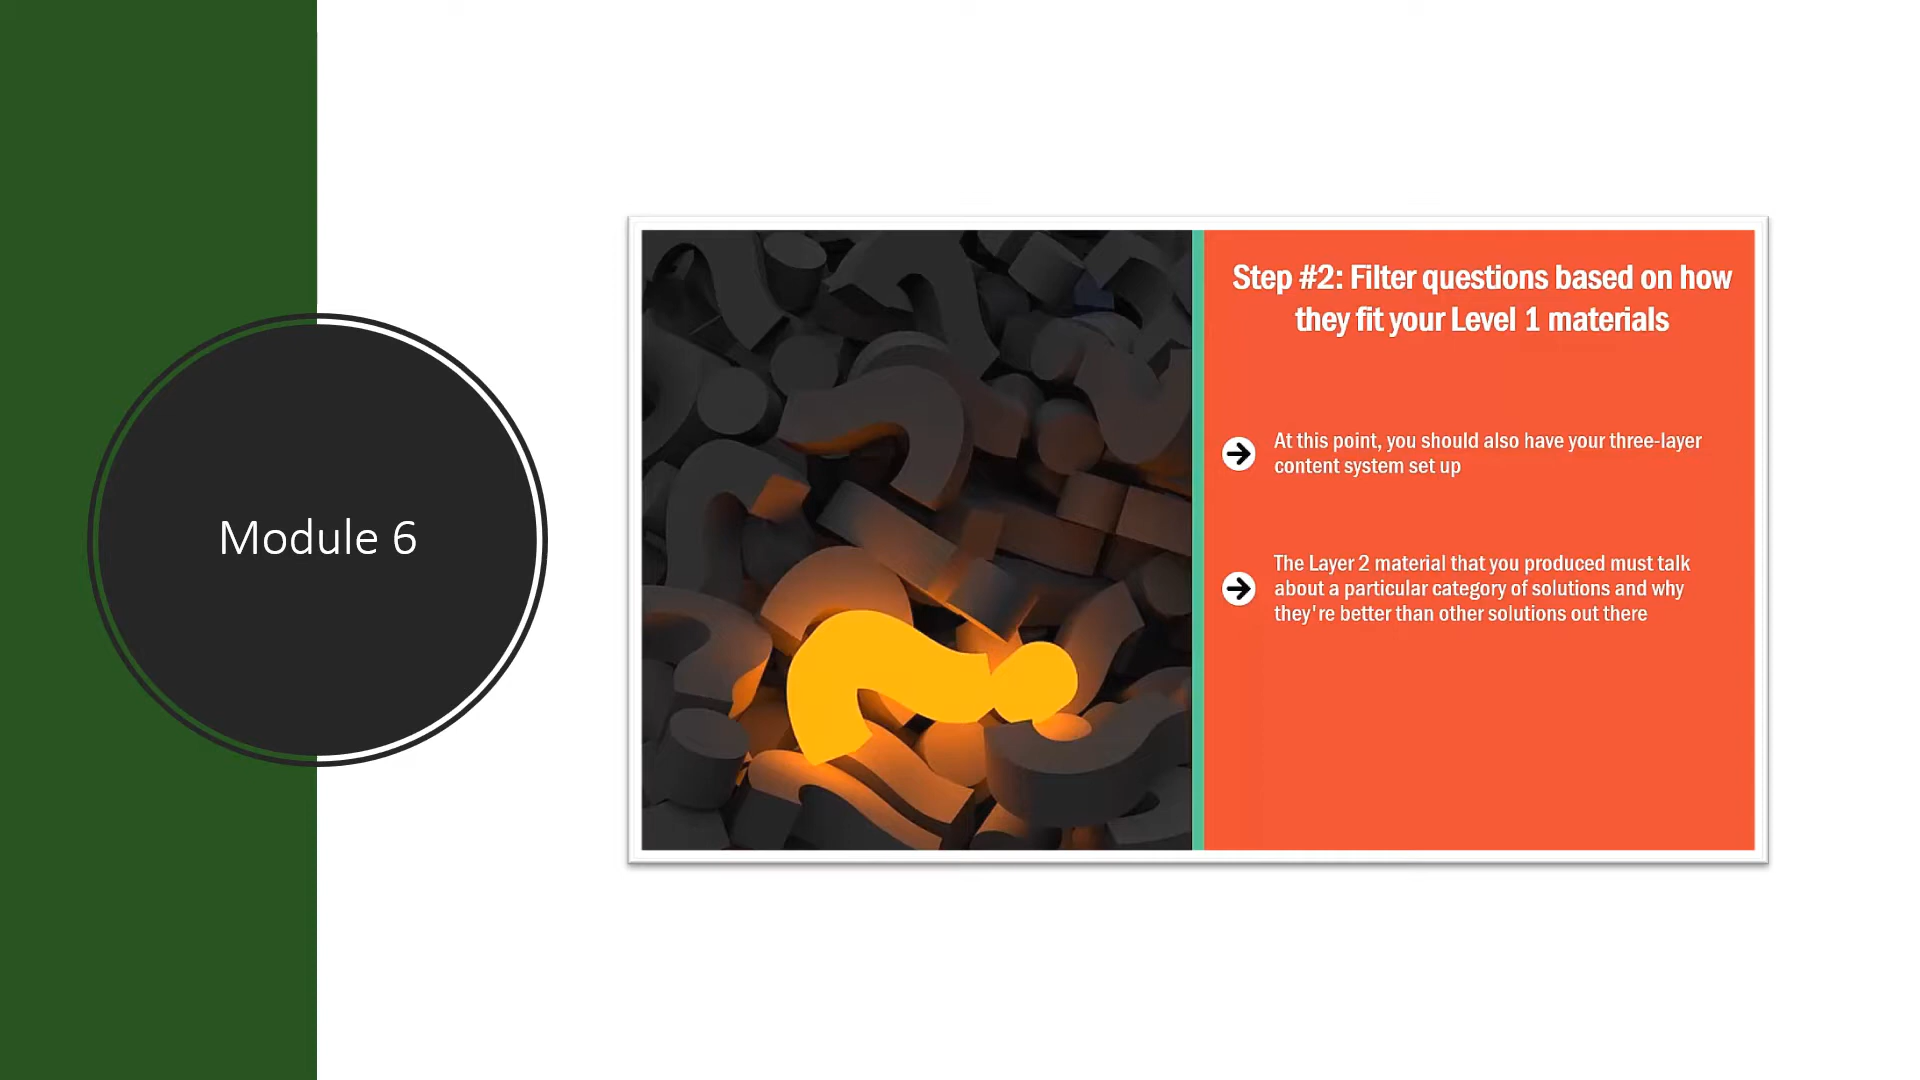 Module 6
Step #2: Filter questions based on how
they fit your Level 1 materials
At this point, you should also have your three-layer
content system set up
The Layer 2 material that you produced must talk
about a particular category of solutions and why
they're better than other solutions out there